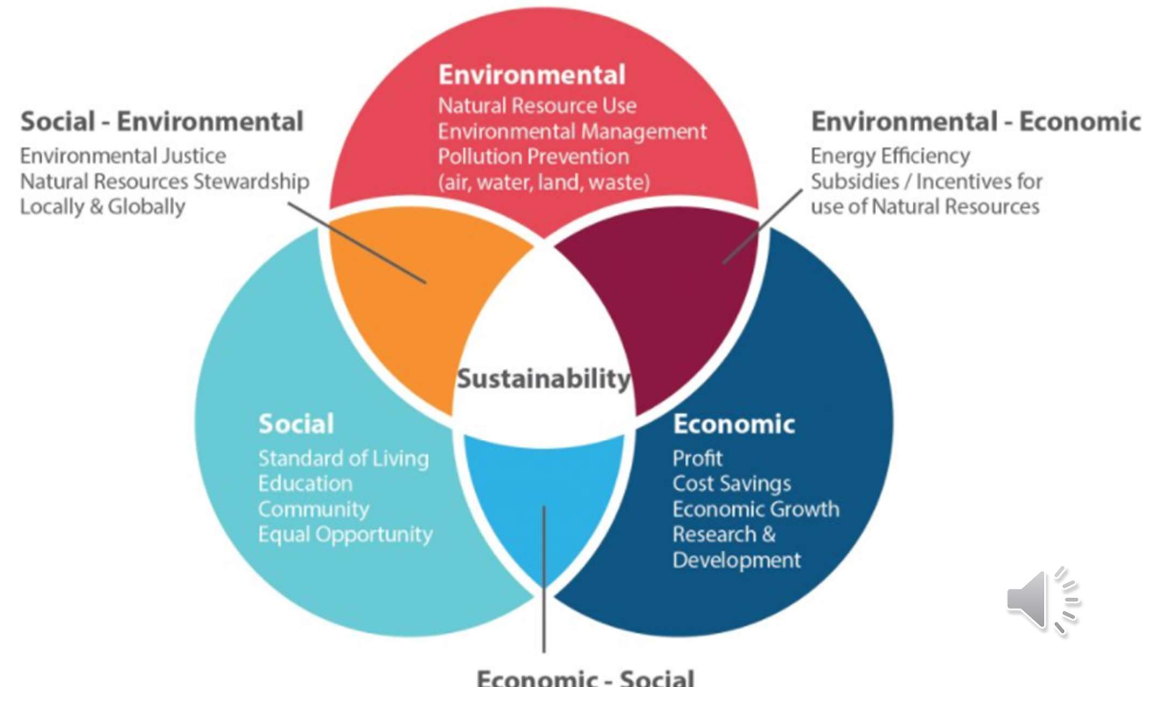 Environmental
Natural Resource Use
Environmental Management
Pollution Prevention
(air, water, land, waste)
Social - Environmental
Environmental Justice
Natural Resources Stewardship
Locally & Globally
Environmental - Economic
Energy Efficiency
Subsidies / Incentives for
use of Natural Resources
Sustainability
Social
Standard of Living
Education
Community
Equal Opportunity
Economic
Profit
Cost Savings
Economic Growth
Research &
Development
Economic - Social